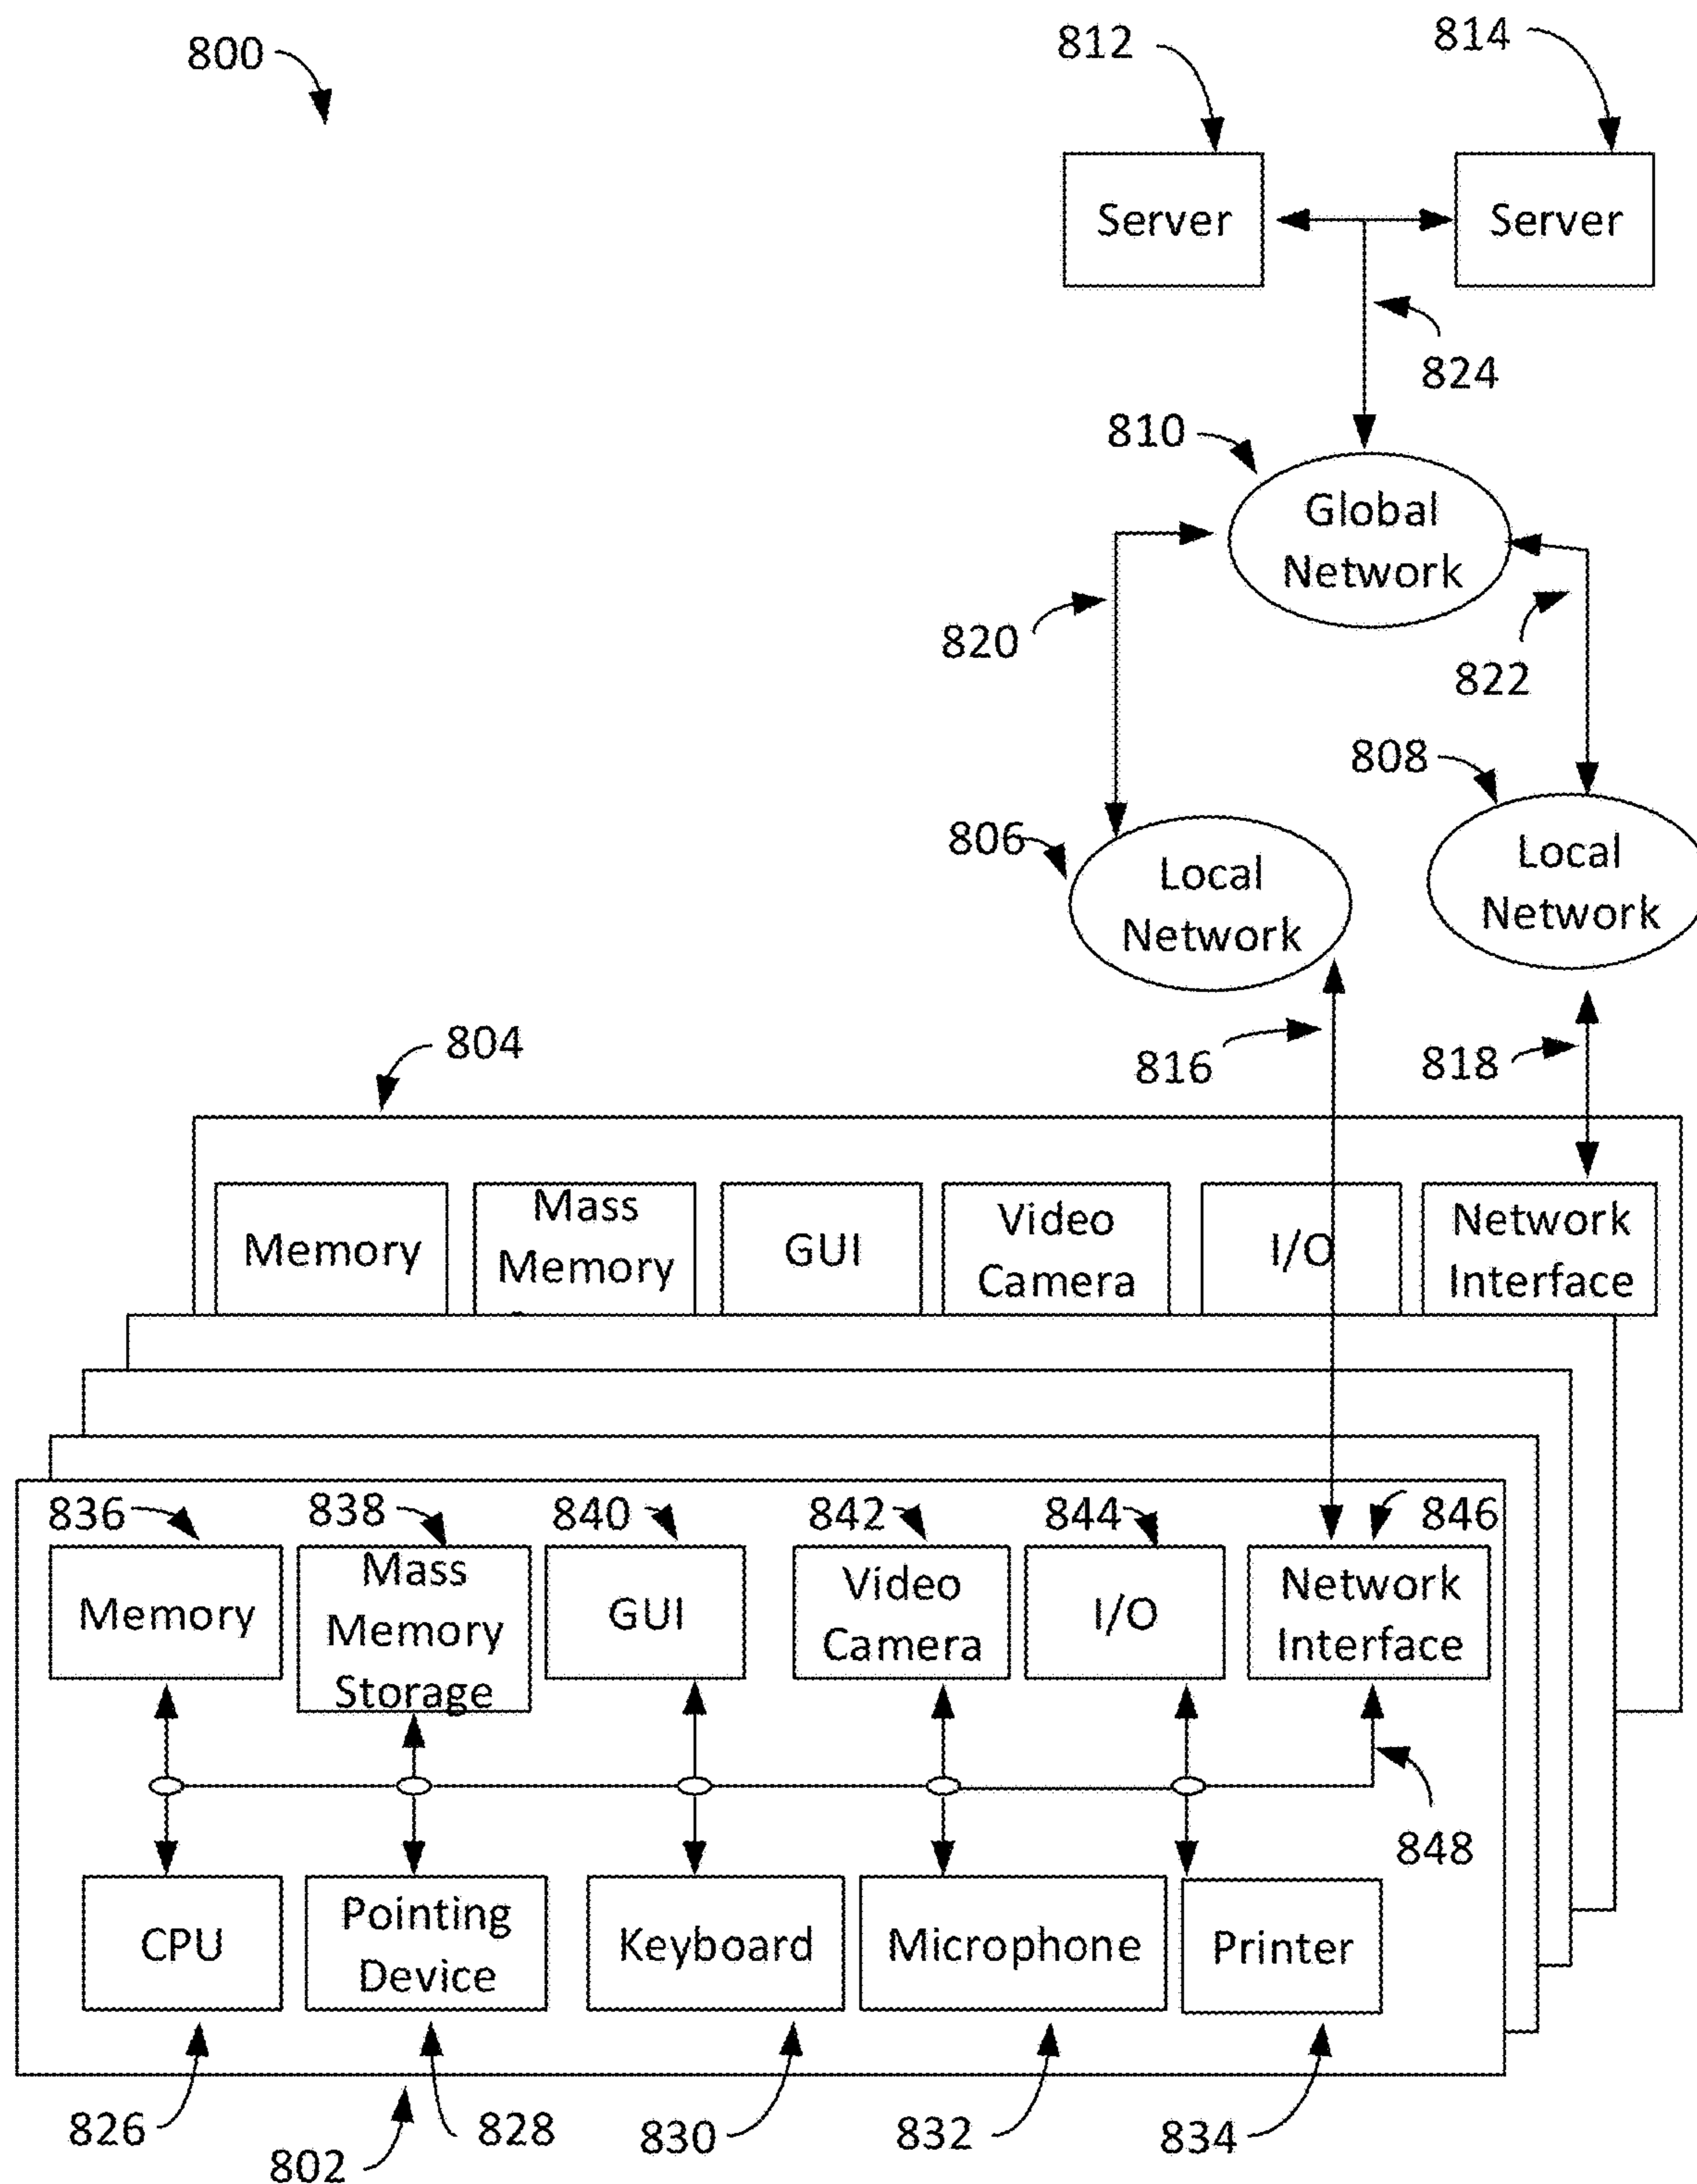 800
812
814
Server
Server
824
810
Global
Network
820
822
808
806
Local
Network
Local
Network
804
816
818
Memory
Mass
Memory
GUI
Video
Camera
I/O
Network
Interface
836
838
840
842
844
846
Memory
Mass
Memory
Storage
GUI
Video
Camera
I/O
Network
Interface
848
CPU
Pointing
Device
Keyboard
Microphone
Printer
826
802
828
830
832
834